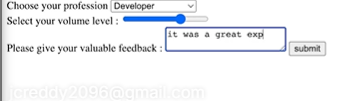 Choose your profession Developer
Select your volume level :
it was a great exp
Please give your valuable feedback : submit
jcreddy2096@gmail.com